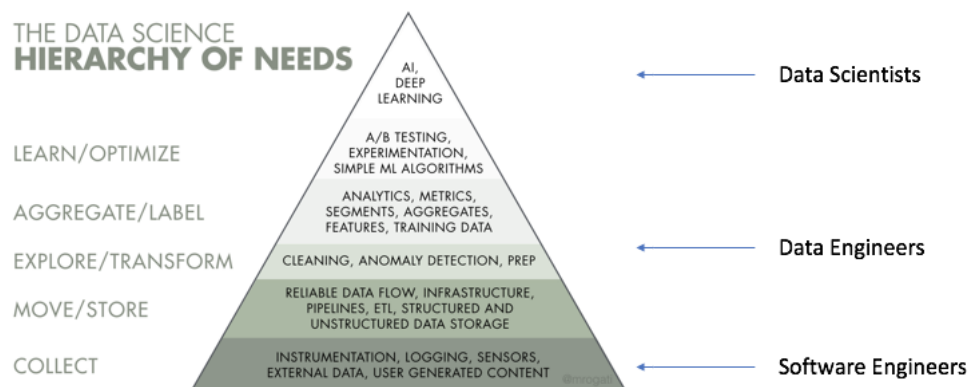 THE DATA SCIENCE
HIERARCHY OF NEEDS
AI,
DEEP
LEARNING
Data Scientists
LEARN/OPTIMIZE
A/B TESTING,
EXPERIMENTATION,
SIMPLE ML ALGORITHMS
AGGREGATE/LABEL
ANALYTICS, METRICS,
SEGMENTS, AGGREGATES,
FEATURES, TRAINING DATA
Data Engineers
EXPLORE/TRANSFORM
CLEANING, ANOMALY DETECTION, PREP
MOVE/STORE
RELIABLE DATA FLOW, INFRASTRUCTURE,
PIPELINES, ETL, STRUCTURED AND
UNSTRUCTURED DATA STORAGE
COLLECT
INSTRUMENTATION, LOGGING, SENSORS,
EXTERNAL DATA, USER GENERATED CONTENT
@mrogati
Software Engineers